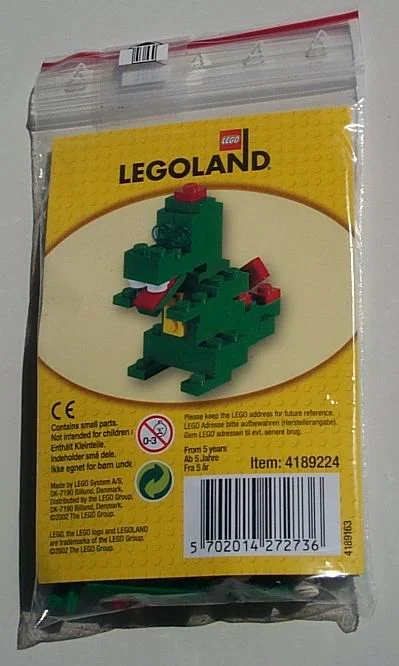 LEGO
LEGOLAND®
CE
Contains small parts.
Not intended for children
Enthält Kleinteile.
Indeholder små dele.
Ikke egnet for børn unde
0-3
Please keep the LEGO address for future reference.
LEGO Adresse bitte aufbewahren (Herstellerangabe).
Gem LEGO adressen til evt. senere brug.
From 5 years
Ab 5 Jahre
Fra 5 år
Item: 4189224
Made by LEGO System A/S,
DK-7190 Billund, Denmark.
Distributed by the LEGO Group,
DK-7190 Billund, Denmark.
©2002 The LEGO Group.
LEGO, the LEGO logo and LEGOLAND
are trademarks of the LEGO Group.
©2002 The LEGO Group.
5 702014 272736
4189163